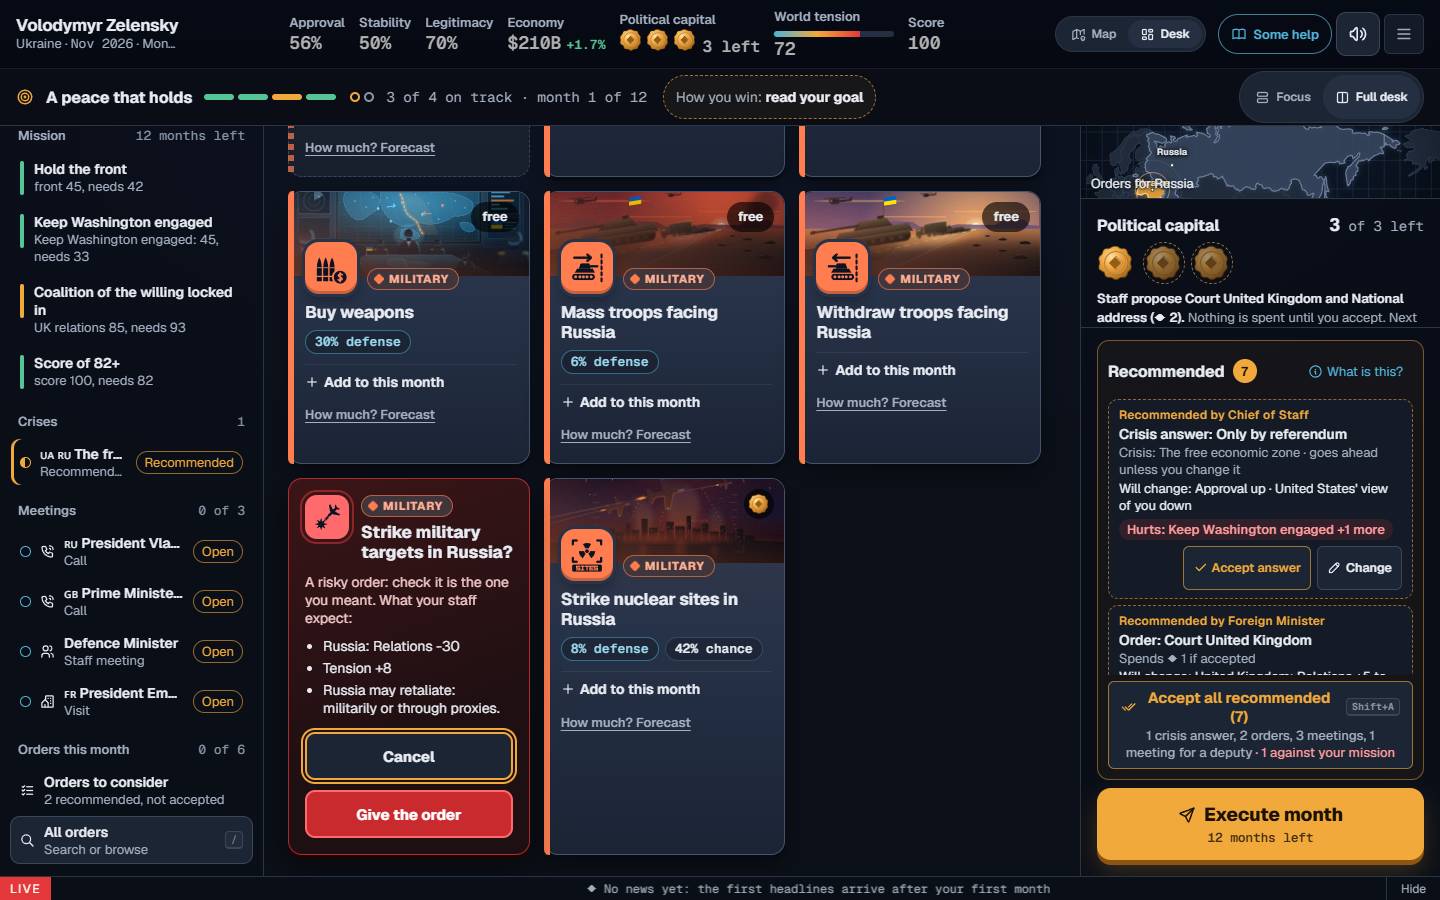 Volodymyr Zelensky
Ukraine · Nov 2026 · Mon…
Approval
56%
Stability
50%
Legitimacy
70%
Economy
$210B +1.7%
Political capital
3 left
World tension
72
Score
100
Map
Desk
Some help
A peace that holds
3 of 4 on track · month 1 of 12
How you win: read your goal
Focus
Full desk
Mission
12 months left
Hold the front
front 45, needs 42
Keep Washington engaged
Keep Washington engaged: 45,
needs 33
Coalition of the willing locked
in
UK relations 85, needs 93
Score of 82+
score 100, needs 82
Crises
1
UA RU The fr…
Recommend…
Recommended
Meetings
0 of 3
RU President Vla…
Call
Open
GB Prime Ministe…
Call
Open
Defence Minister
Staff meeting
Open
FR President Em…
Visit
Open
Orders this month
0 of 6
Orders to consider
2 recommended, not accepted
All orders
Search or browse
/
How much? Forecast
free
MILITARY
Buy weapons
30% defense
+ Add to this month
How much? Forecast
free
MILITARY
Mass troops facing
Russia
6% defense
+ Add to this month
How much? Forecast
free
MILITARY
Withdraw troops facing
Russia
+ Add to this month
How much? Forecast
MILITARY
Strike military
targets in Russia?
A risky order: check it is the one
you meant. What your staff
expect:
• Russia: Relations -30
• Tension +8
• Russia may retaliate:
militarily or through proxies.
Cancel
Give the order
SITES
MILITARY
Strike nuclear sites in
Russia
8% defense
42% chance
+ Add to this month
How much? Forecast
Russia
Orders for Russia
Political capital
3 of 3 left
Staff propose Court United Kingdom and National
address (◆ 2). Nothing is spent until you accept. Next
Recommended
7
What is this?
Recommended by Chief of Staff
Crisis answer: Only by referendum
Crisis: The free economic zone · goes ahead
unless you change it
Will change: Approval up · United States' view
of you down
Hurts: Keep Washington engaged +1 more
Accept answer
Change
Recommended by Foreign Minister
Order: Court United Kingdom
Spends ◆ 1 if accepted
Will change: United Kingdom: Relations +5 to
Accept all recommended
(7)
Shift+A
1 crisis answer, 2 orders, 3 meetings, 1
meeting for a deputy · 1 against your mission
Execute month
12 months left
LIVE
◆ No news yet: the first headlines arrive after your first month
Hide